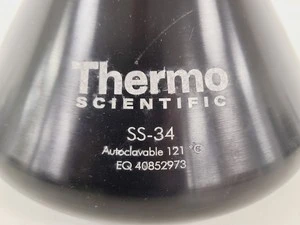 Thermo
SCIENTIFIC
SS-34
Autoclavable 121 °C
EQ 40852973